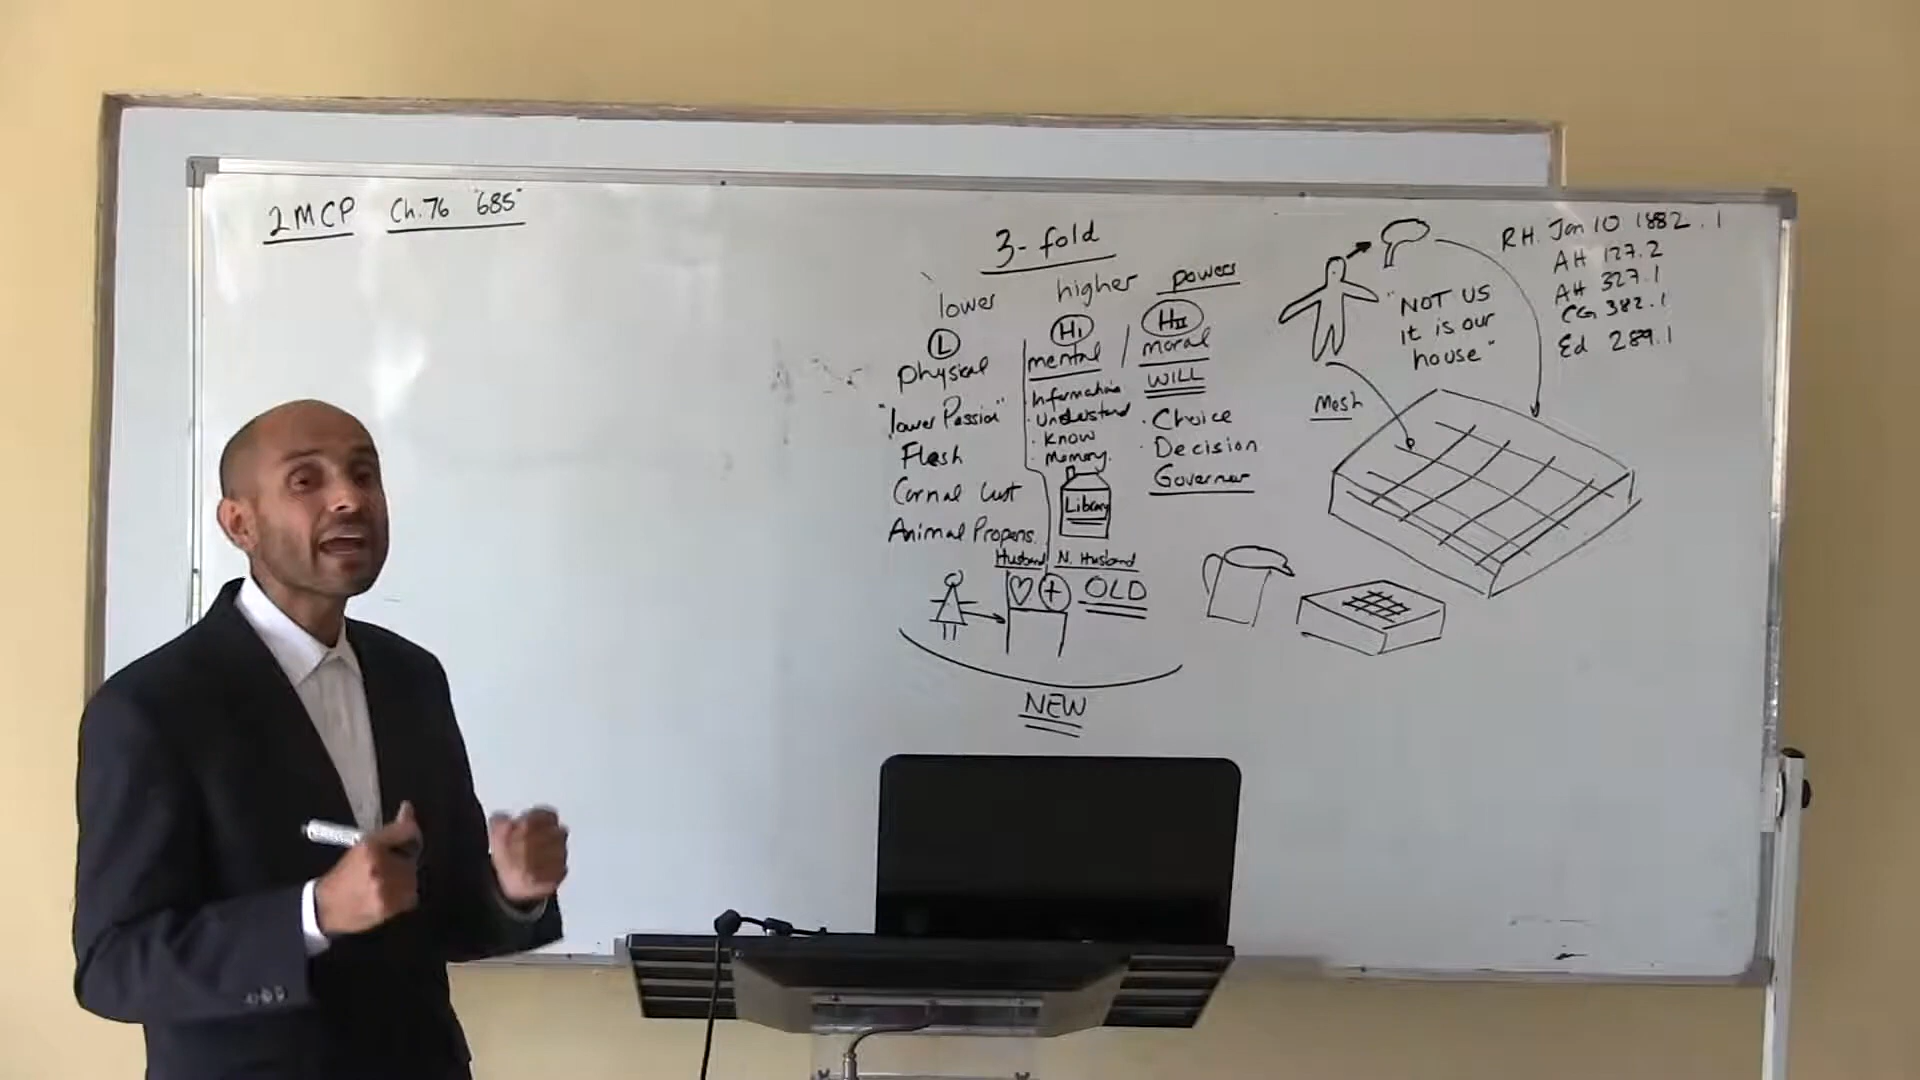 2MCP Ch.76 "685"
3-fold
lower higher powers
L
physical
"lower Passion"
Flesh
Carnal Lust
Animal Propens.
H1
mental
Information
· Understand
· Know
· Memory.
Library
HII
moral
WILL
· Choice
· Decision
Governor
Husband N. Husband
OLD
NEW
"NOT US
it is our
house"
Mesh
RH. Jan 10 1882 . 1
AH 127.2
AH 327.1
CG 382.1
Ed 289.1